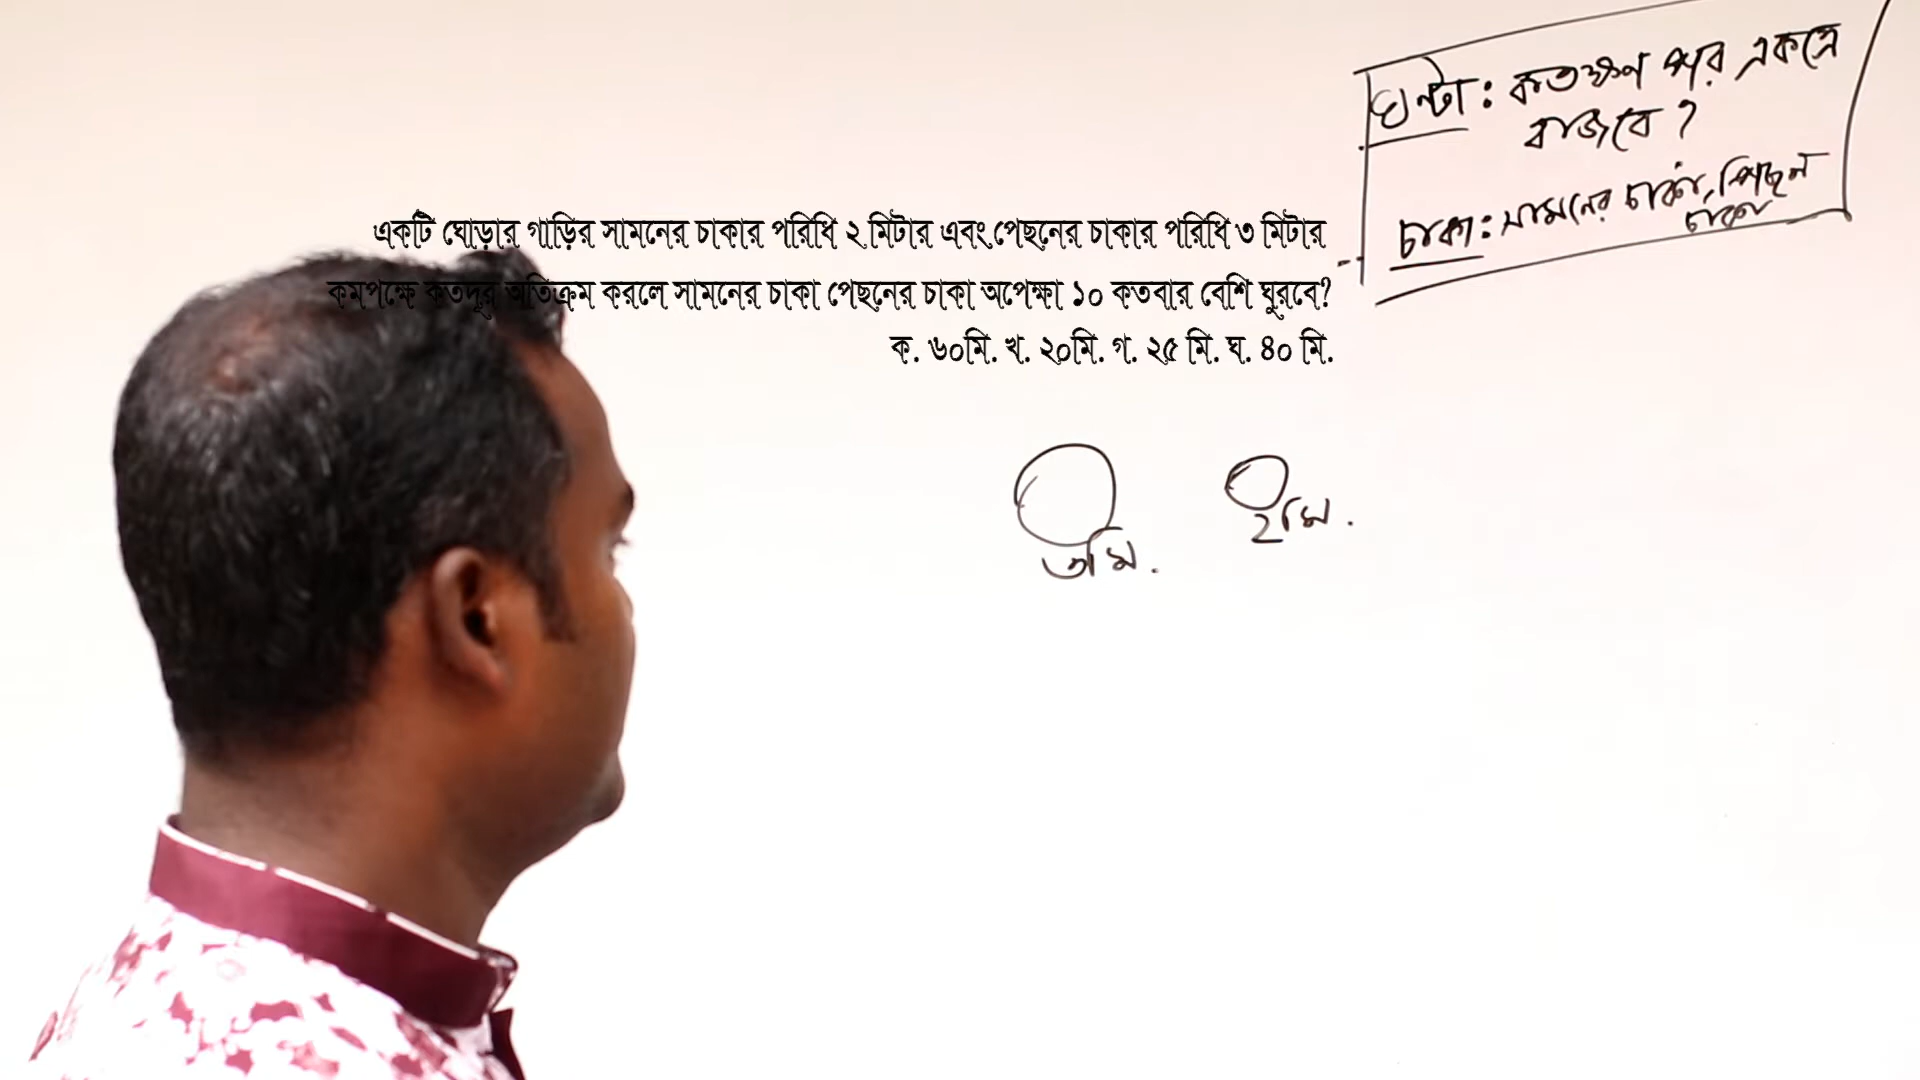 ঘন্টা : কতক্ষণ পর একত্রে
বাজবে ?
চাকা : সামনের চাকা, পিছন
চাকা
একটি ঘোড়ার গাড়ির সামনের চাকার পরিধি ২ মিটার এবং পেছনের চাকার পরিধি ৩ মিটার
কমপক্ষে কতদূর অতিক্রম করলে সামনের চাকা পেছনের চাকা অপেক্ষা ১০ কতবার বেশি ঘুরবে?
ক. ৬০মি. খ. ২০মি. গ. ২৫ মি. ঘ. ৪০ মি.
৩মি.
২মি.